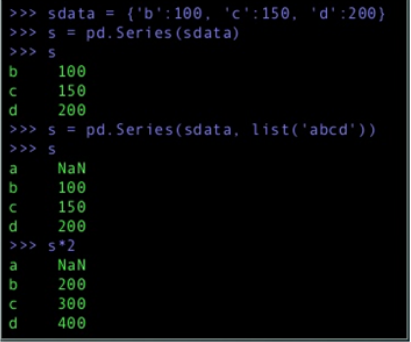 >>> sdata = {'b':100, 'c':150, 'd':200}
>>> s = pd.Series(sdata)
>>> s
b    100
c    150
d    200
>>> s = pd.Series(sdata, list('abcd'))
>>> s
a    NaN
b    100
c    150
d    200
>>> s*2
a    NaN
b    200
c    300
d    400